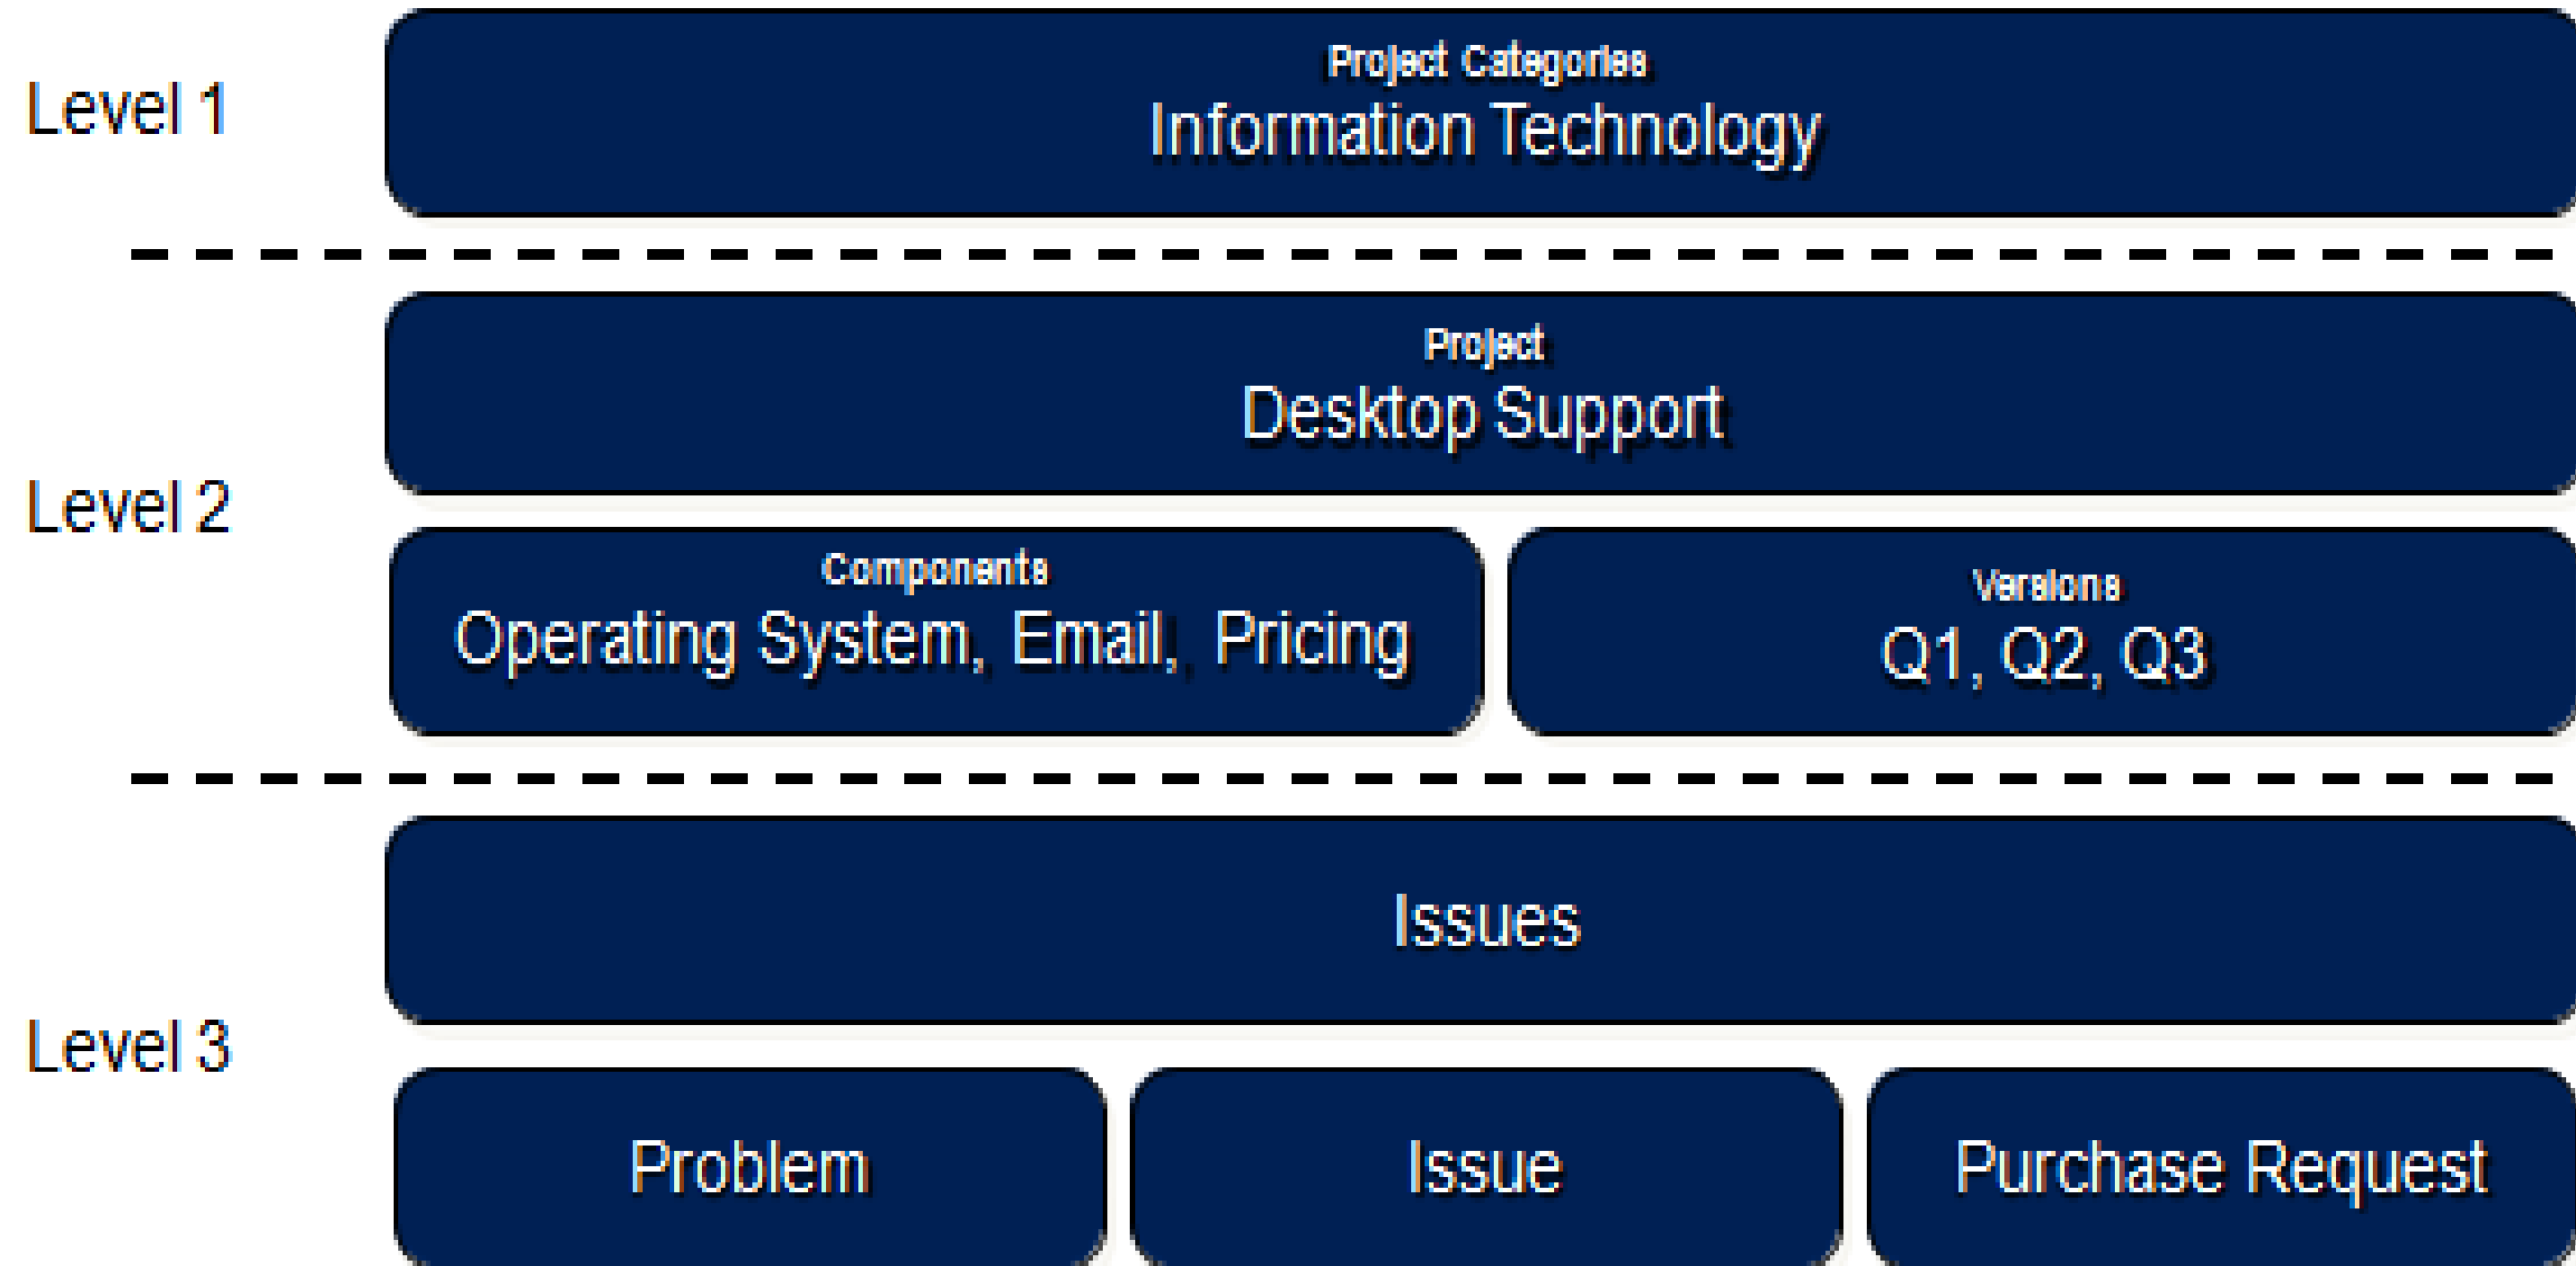 Level 1
Project Categories
Information Technology
Level 2
Project
Desktop Support
Components
Operating System, Email, Pricing
Versions
Q1, Q2, Q3
Level 3
Issues
Problem
Issue
Purchase Request